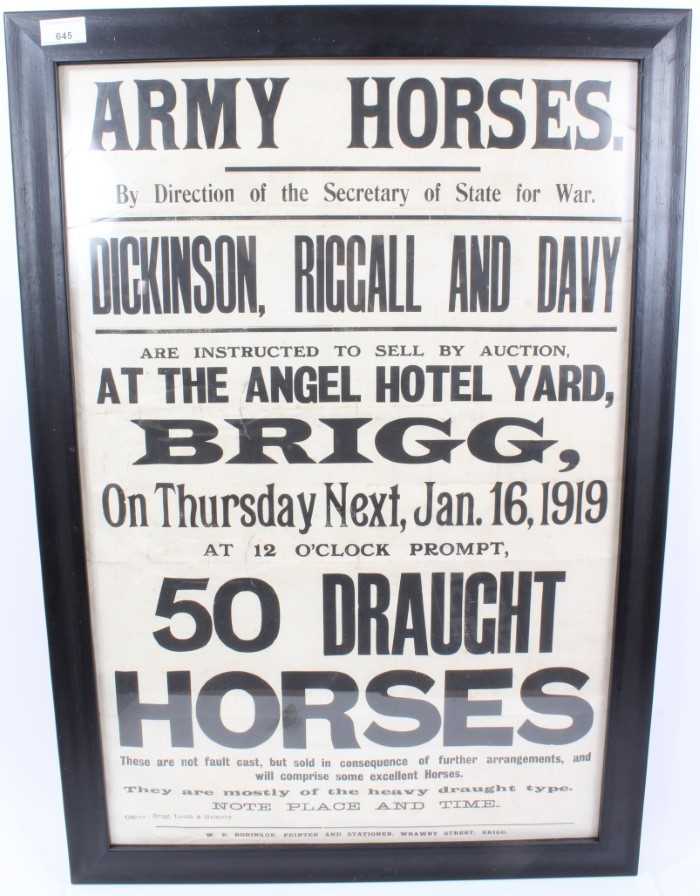 645
ARMY HORSES.
By Direction of the Secretary of State for War.
DICKINSON, RIGGALL AND DAVY
ARE INSTRUCTED TO SELL BY AUCTION,
AT THE ANGEL HOTEL YARD,
BRIGG,
On Thursday Next, Jan. 16, 1919
AT 12 O'CLOCK PROMPT,
50 DRAUGHT
HORSES
These are not fault cast, but sold in consequence of further arrangements, and
will comprise some excellent Horses.
They are mostly of the heavy draught type.
NOTE PLACE AND TIME.
Brigg, Louth &
W. E. ROBINSON, PRINTER AND STATIONER, WRAWBY STREET, BRIGG.